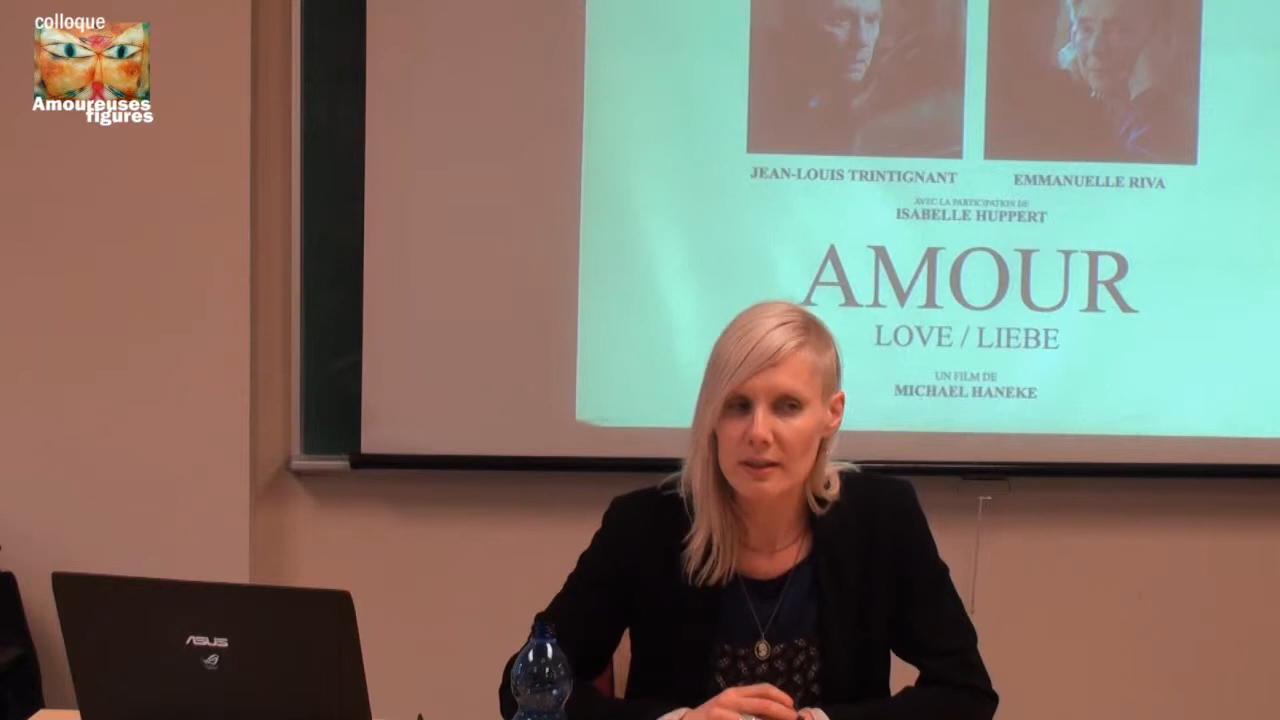 colloque
Amoureuses
figures
JEAN-LOUIS TRINTIGNANT
EMMANUELLE RIVA
AVEC LA PARTICIPATION DE
ISABELLE HUPPERT
AMOUR
LOVE / LIEBE
UN FILM DE
MICHAEL HANEKE
ASUS